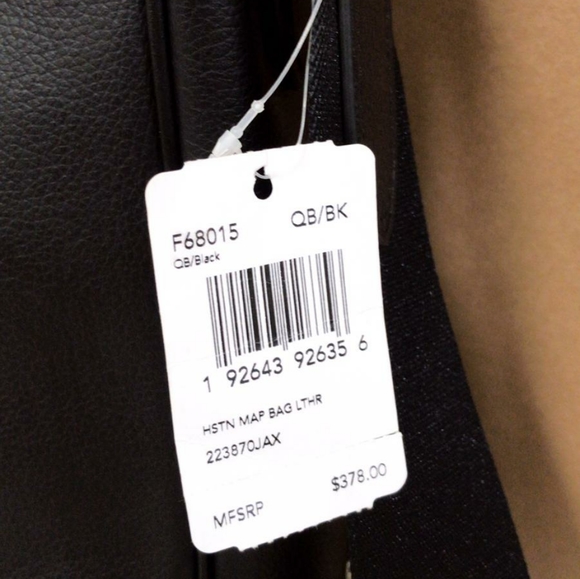 F68015 QB/BK
QB/Black
1 92643 92635 6
HSTN MAP BAG LTHR
223870JAX
$378.00
MFSRP